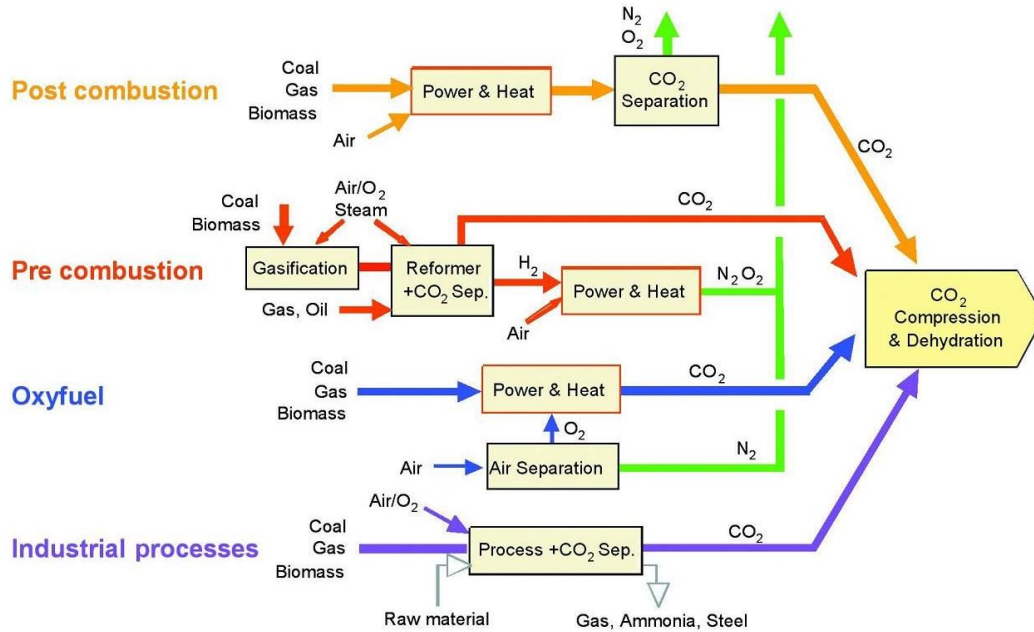 N₂
O₂
Post combustion
Coal
Gas
Biomass
Air
Power & Heat
CO₂
Separation
CO₂
Pre combustion
Coal
Biomass
Air/O₂
Steam
Gasification
Gas, Oil
Reformer
+CO₂ Sep.
H₂
Air
Power & Heat
N₂ O₂
CO₂
CO₂
Compression
& Dehydration
Oxyfuel
Coal
Gas
Biomass
Power & Heat
CO₂
O₂
Air
Air Separation
N₂
Industrial processes
Air/O₂
Coal
Gas
Biomass
Process +CO₂ Sep.
CO₂
Raw material
Gas, Ammonia, Steel